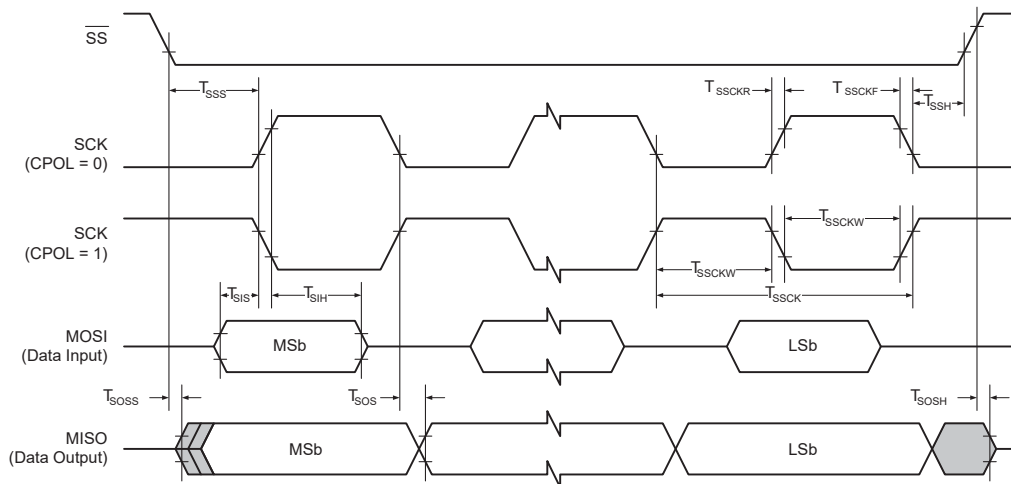 SS
TSSS
TSSCKR
TSSCKF
TSSH
SCK
(CPOL = 0)
SCK
(CPOL = 1)
TSSCKW
TSSCKW
TSSCK
TSIS
TSIH
MOSI
(Data Input)
MSb
LSb
TSOSS
TSOS
TSOSH
MISO
(Data Output)
MSb
LSb